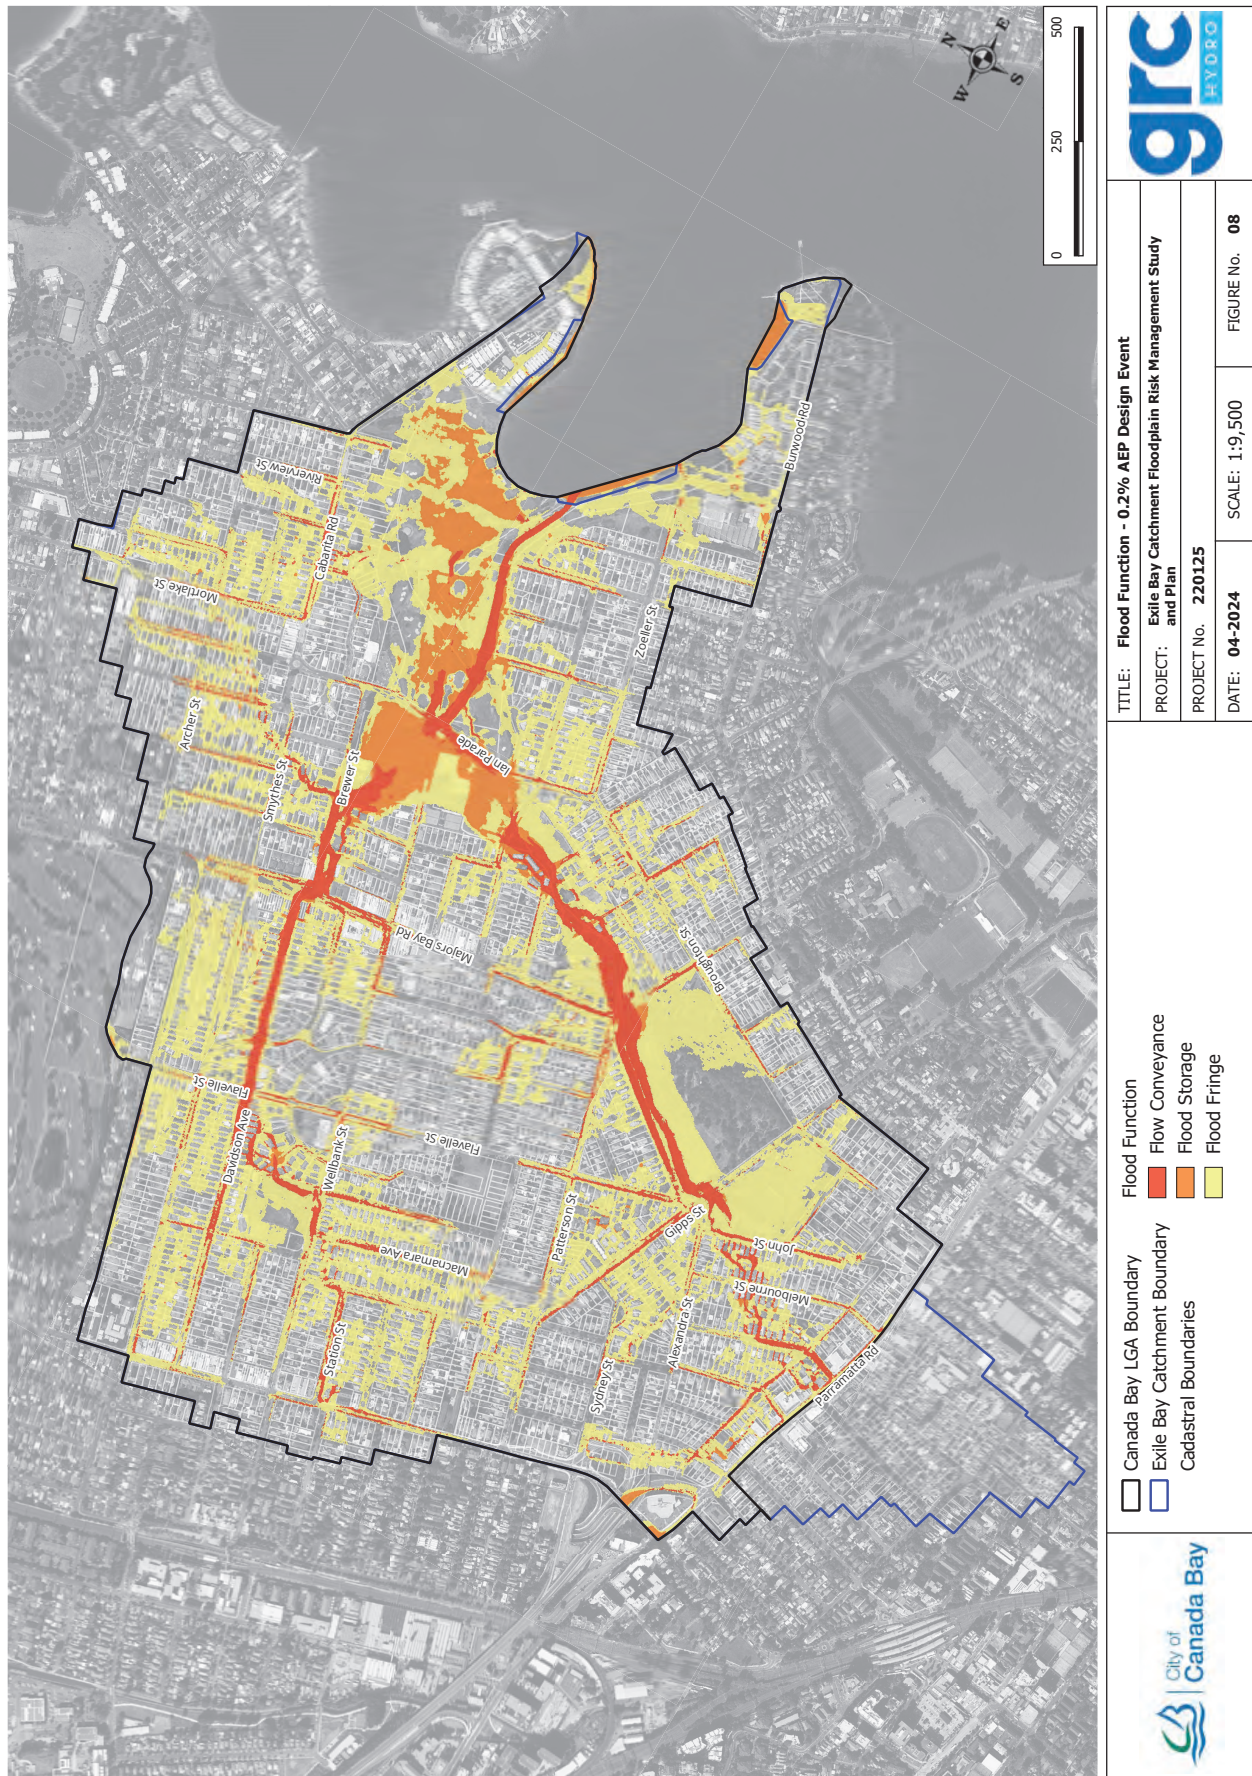 N
E
S
W
0
250
500
Riverview St
Cabarita Rd
Mortlake St
Archer St
Smythes St
Brewer St
Ian Parade
Zoeller St
Burwood Rd
Majors Bay Rd
Broughton St
Flavelle St
Davidson Ave
Wellbank St
Flavelle St
Macnamara Ave
Patterson St
Gipps St
John St
Melbourne St
Station St
Sydney St
Alexandra St
Parramatta Rd
City of
Canada Bay
Canada Bay LGA Boundary
Exile Bay Catchment Boundary
Cadastral Boundaries
Flood Function
Flow Conveyance
Flood Storage
Flood Fringe
TITLE: Flood Function - 0.2% AEP Design Event
PROJECT: Exile Bay Catchment Floodplain Risk Management Study
and Plan
PROJECT No. 220125
DATE: 04-2024
SCALE: 1:9,500
FIGURE No. 08
grc
HYDRO